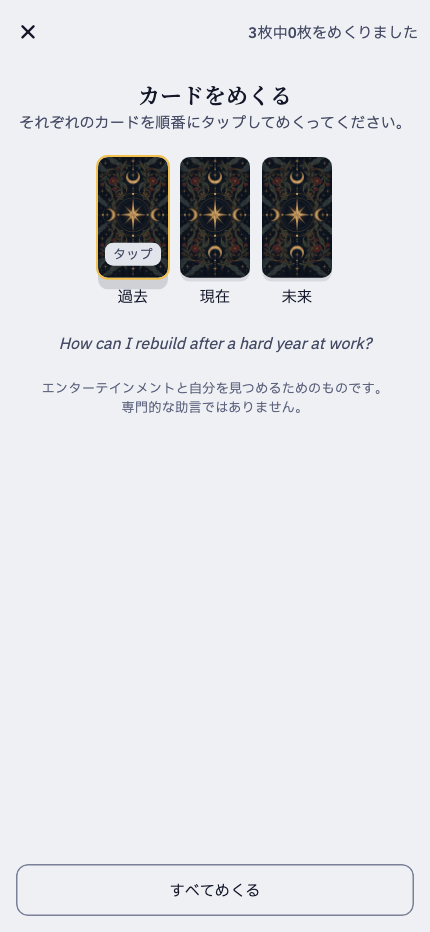 3枚中0枚をめくりました
カードをめくる
それぞれのカードを順番にタップしてめくってください。
タップ
過去
現在
未来
How can I rebuild after a hard year at work?
エンターテインメントと自分を見つめるためのものです。
専門的な助言ではありません。
すべてめくる